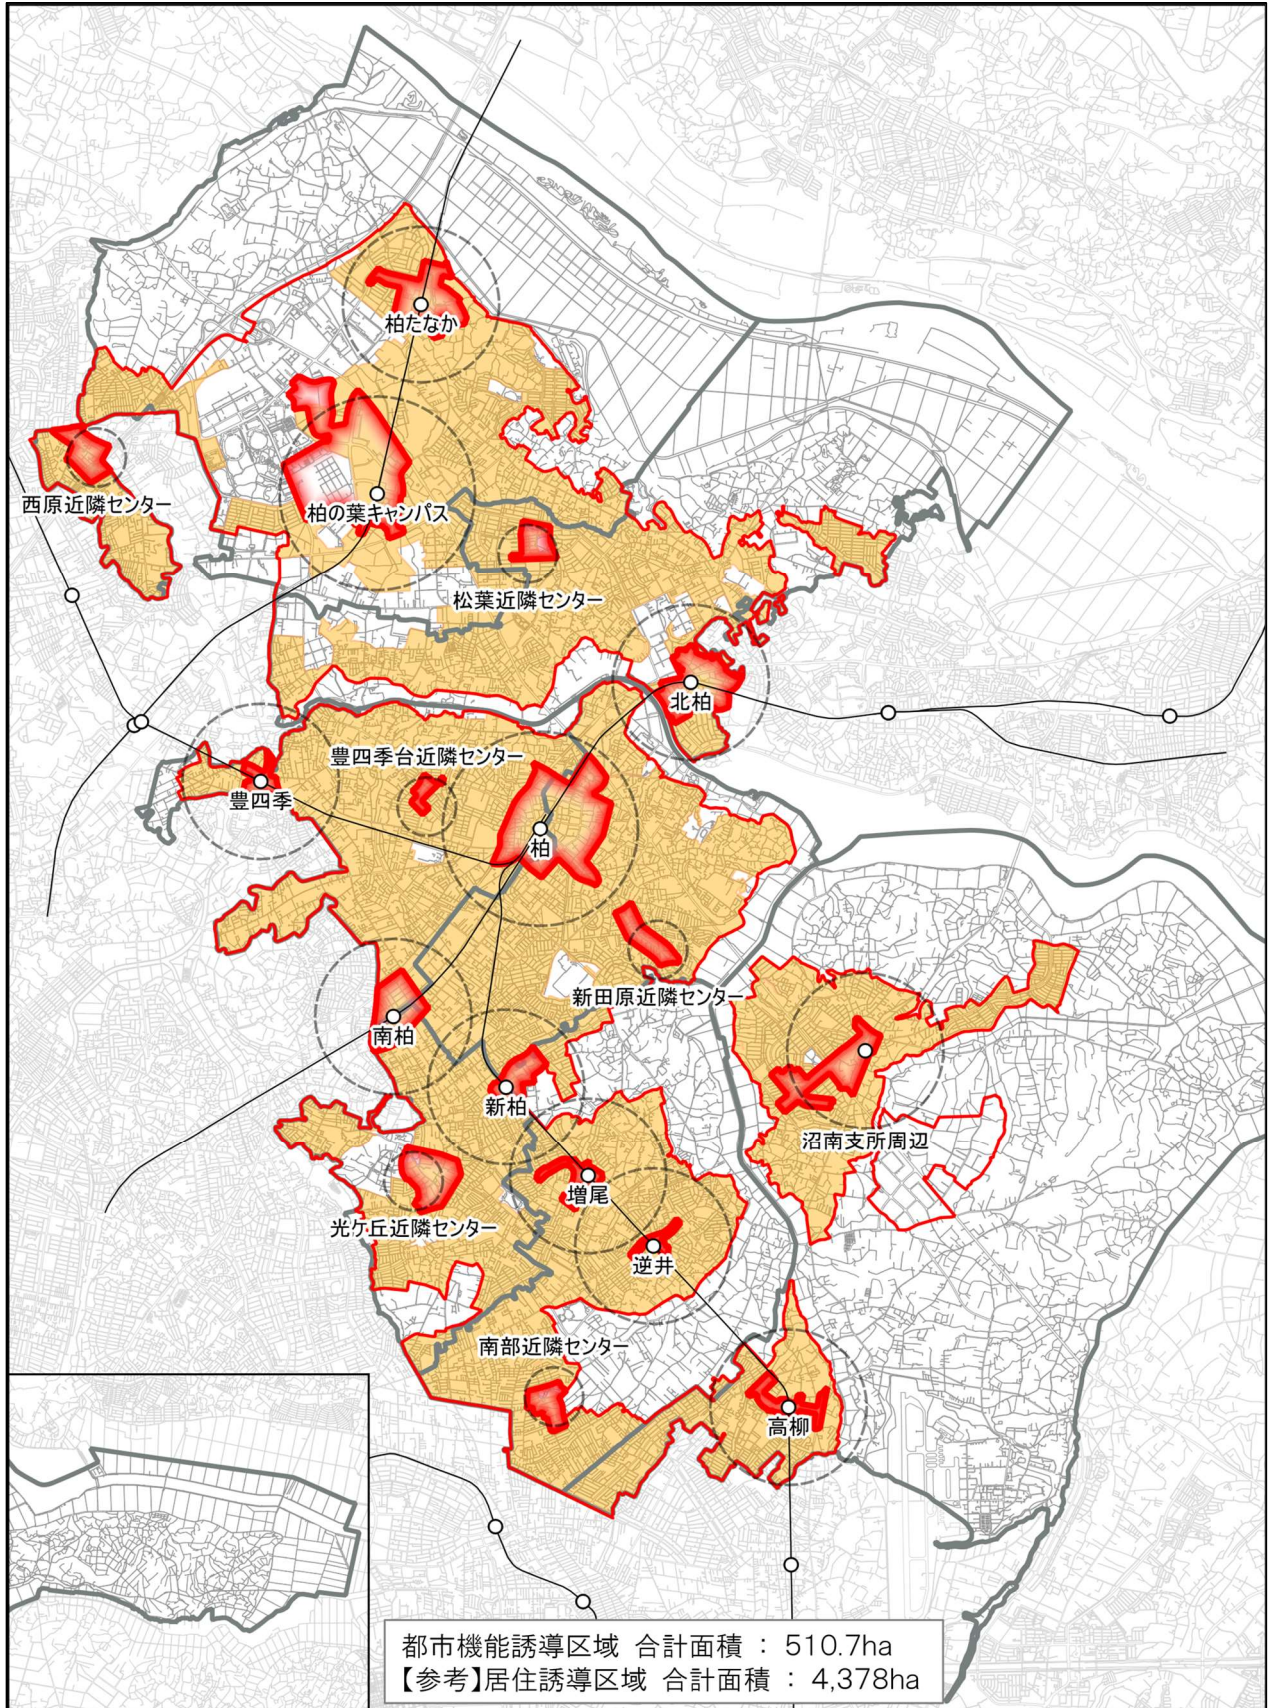 柏たなか
西原近隣センター
柏の葉キャンパス
松葉近隣センター
北柏
豊四季台近隣センター
豊四季
柏
新田原近隣センター
南柏
新柏
沼南支所周辺
増尾
光ケ丘近隣センター
逆井
南部近隣センター
高柳
都市機能誘導区域 合計面積 : 510.7ha
【参考】居住誘導区域 合計面積 : 4,378ha